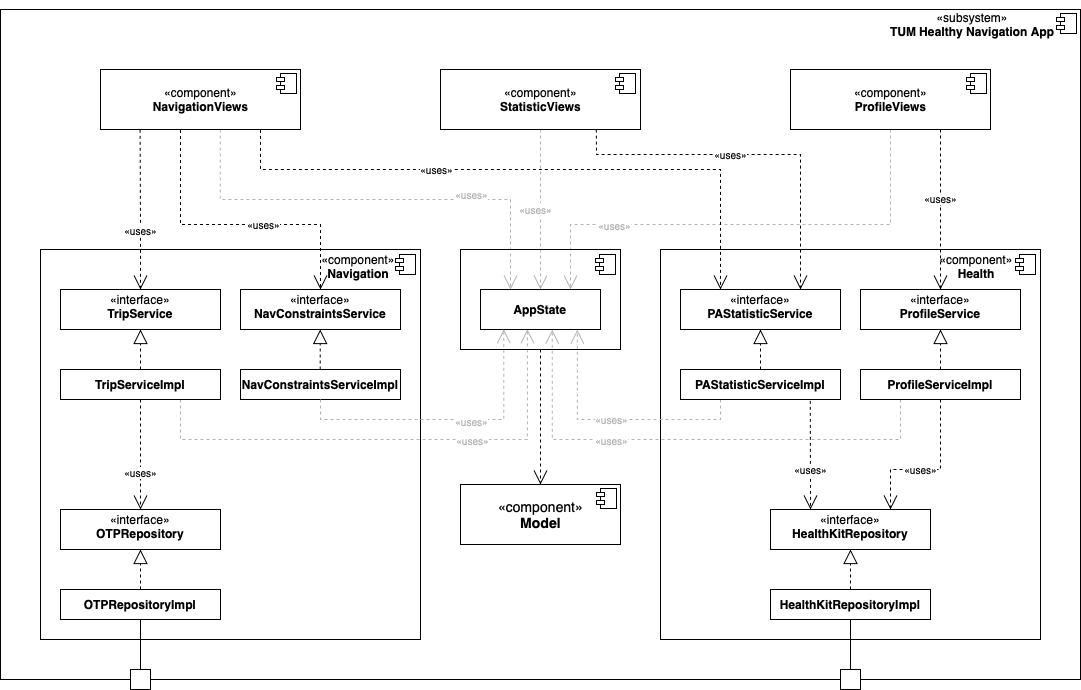 «subsystem»
TUM Healthy Navigation App
«component»
NavigationViews
«component»
StatisticViews
«component»
ProfileViews
«uses»
«uses»
«uses»
«uses»
«uses»
«uses»
«uses»
«uses»
«uses»
«component»
Navigation
«component»
Health
«interface»
TripService
«interface»
NavConstraintsService
AppState
«interface»
PAStatisticService
«interface»
ProfileService
TripServiceImpl
NavConstraintsServiceImpl
PAStatisticServiceImpl
ProfileServiceImpl
«uses»
«uses»
«uses»
«uses»
«uses»
«uses»
«uses»
«interface»
OTPRepository
«component»
Model
«interface»
HealthKitRepository
OTPRepositoryImpl
HealthKitRepositoryImpl